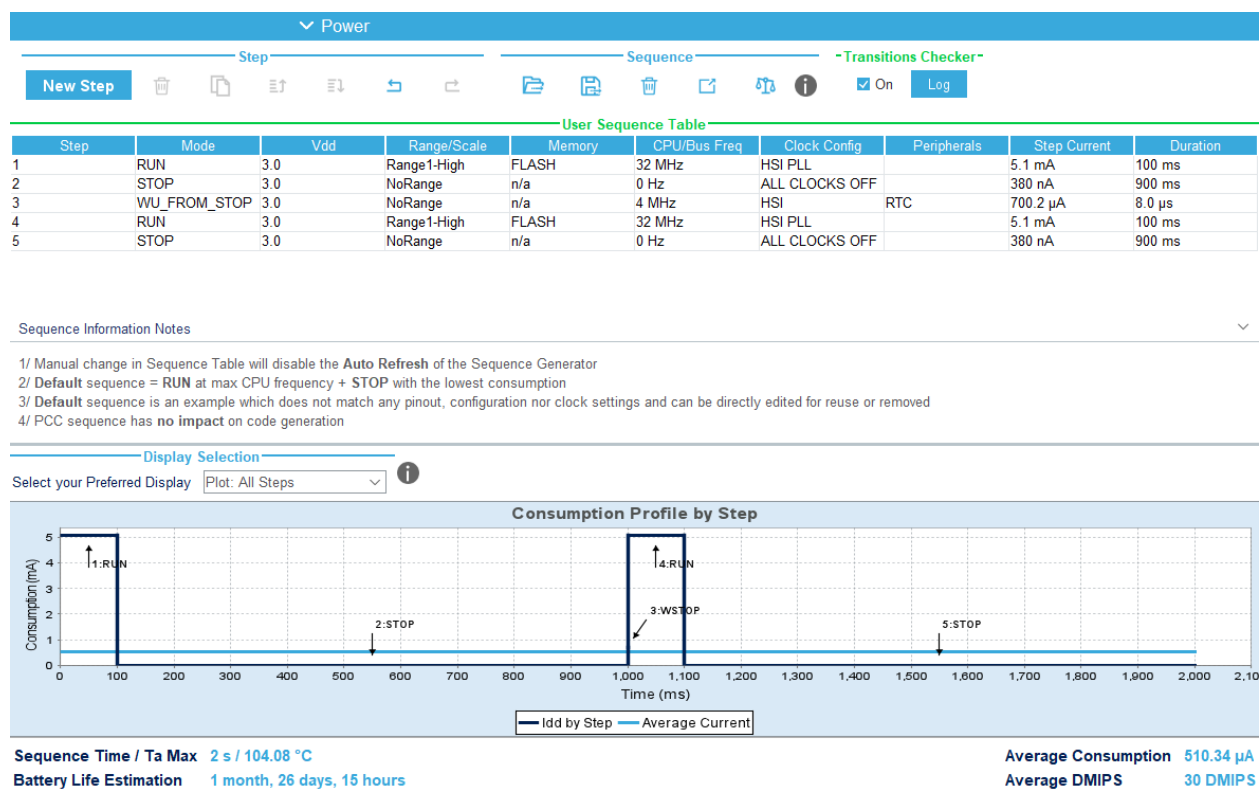 Power
Step Sequence Transitions Checker
New Step On Log
User Sequence Table
Step Mode Vdd Range/Scale Memory CPU/Bus Freq Clock Config Peripherals Step Current Duration
1 RUN 3.0 Range1-High FLASH 32 MHz HSI PLL 5.1 mA 100 ms
2 STOP 3.0 NoRange n/a 0 Hz ALL CLOCKS OFF 380 nA 900 ms
3 WU_FROM_STOP 3.0 NoRange n/a 4 MHz HSI RTC 700.2 µA 8.0 µs
4 RUN 3.0 Range1-High FLASH 32 MHz HSI PLL 5.1 mA 100 ms
5 STOP 3.0 NoRange n/a 0 Hz ALL CLOCKS OFF 380 nA 900 ms
Sequence Information Notes
1/ Manual change in Sequence Table will disable the Auto Refresh of the Sequence Generator
2/ Default sequence = RUN at max CPU frequency + STOP with the lowest consumption
3/ Default sequence is an example which does not match any pinout, configuration nor clock settings and can be directly edited for reuse or removed
4/ PCC sequence has no impact on code generation
Display Selection
Select your Preferred Display Plot: All Steps
Consumption Profile by Step
Consumption (mA)
5
4
3
2
1
0
1:RUN
2:STOP
3:WSTOP
4:RUN
5:STOP
0 100 200 300 400 500 600 700 800 900 1,000 1,100 1,200 1,300 1,400 1,500 1,600 1,700 1,800 1,900 2,000 2,10
Time (ms)
Idd by Step Average Current
Sequence Time / Ta Max 2 s / 104.08 °C Average Consumption 510.34 µA
Battery Life Estimation 1 month, 26 days, 15 hours Average DMIPS 30 DMIPS